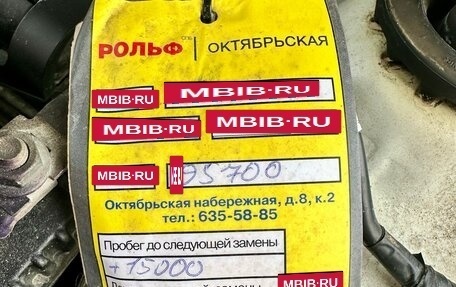 РОЛЬФ | ОКТЯБРЬСКАЯ
MBIB·RU MBIB·RU
MBIB·RU MBIB·RU
MBIB·RU 95700
Октябрьская набережная, д.8, к.2
тел.: 635-58-85
Пробег до следующей замены
+15000
MBIB·RU